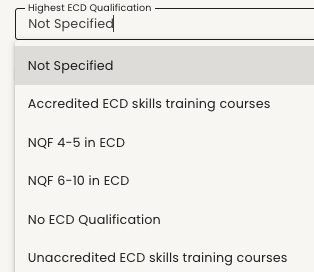 Highest ECD Qualification
Not Specified
Not Specified
Accredited ECD skills training courses
NQF 4-5 in ECD
NQF 6-10 in ECD
No ECD Qualification
Unaccredited ECD skills training courses